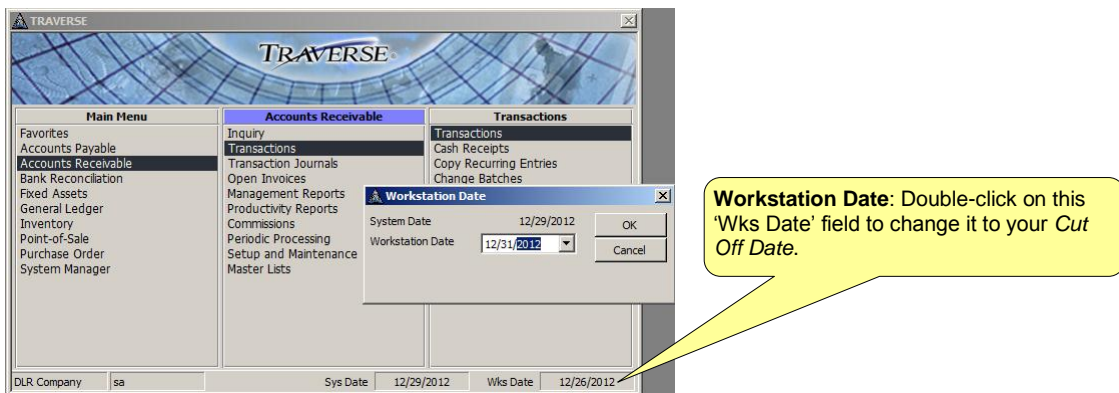 TRAVERSE
TRAVERSE
Main Menu
Favorites
Accounts Payable
Accounts Receivable
Bank Reconciliation
Fixed Assets
General Ledger
Inventory
Point-of-Sale
Purchase Order
System Manager
Accounts Receivable
Inquiry
Transactions
Transaction Journals
Open Invoices
Management Reports
Productivity Reports
Commissions
Periodic Processing
Setup and Maintenance
Master Lists
Transactions
Transactions
Cash Receipts
Copy Recurring Entries
Change Batches
Workstation Date
System Date 12/29/2012
Workstation Date 12/31/2012
OK
Cancel
DLR Company sa Sys Date 12/29/2012 Wks Date 12/26/2012
Workstation Date: Double-click on this
‘Wks Date’ field to change it to your Cut
Off Date.